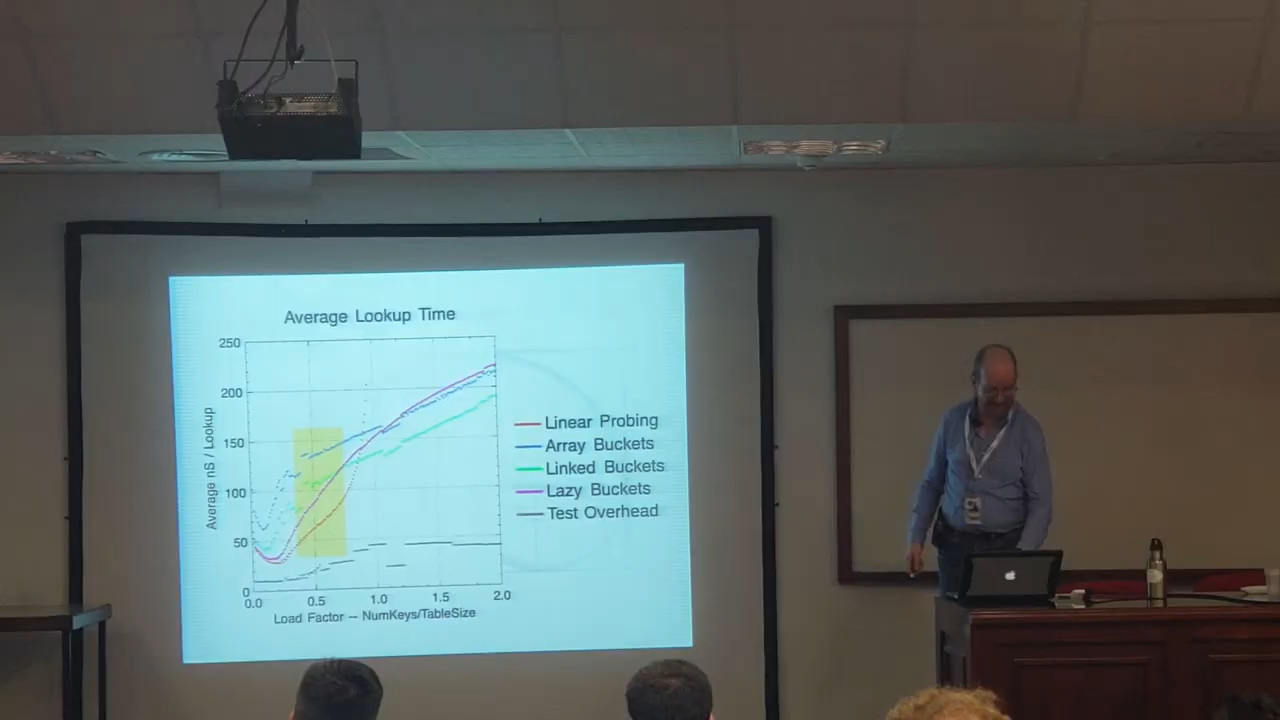 Average Lookup Time
250
200
150
100
50
0
Average nS / Lookup
0.0 0.5 1.0 1.5 2.0
Load Factor – NumKeys/TableSize
Linear Probing
Array Buckets
Linked Buckets
Lazy Buckets
Test Overhead